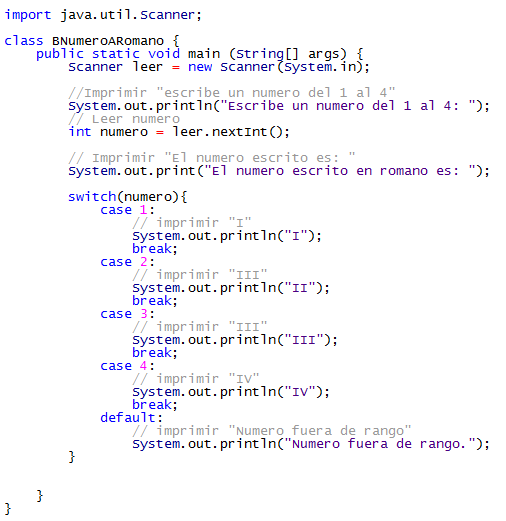 import java.util.Scanner;
class BNumeroARomano {
public static void main (String[] args) {
Scanner leer = new Scanner(System.in);
//Imprimir "escribe un numero del 1 al 4"
System.out.println("Escribe un numero del 1 al 4: ");
// Leer numero
int numero = leer.nextInt();
// Imprimir "El numero escrito es: "
System.out.print("El numero escrito en romano es: ");
switch(numero){
case 1:
// imprimir "I"
System.out.println("I");
break;
case 2:
// imprimir "III"
System.out.println("II");
break;
case 3:
// imprimir "III"
System.out.println("III");
break;
case 4:
// imprimir "IV"
System.out.println("IV");
break;
default:
// imprimir "Numero fuera de rango"
System.out.println("Numero fuera de rango.");
}
}
}